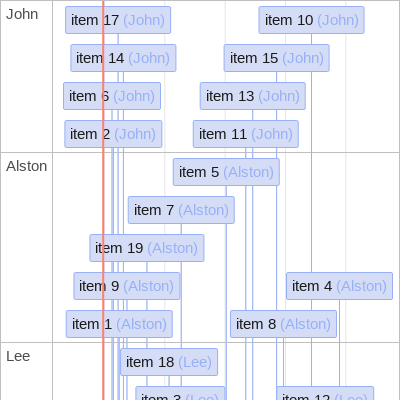 John
item 17 (John)
item 10 (John)
item 14 (John)
item 15 (John)
item 6 (John)
item 13 (John)
item 2 (John)
item 11 (John)
Alston
item 5 (Alston)
item 7 (Alston)
item 19 (Alston)
item 9 (Alston)
item 4 (Alston)
item 1 (Alston)
item 8 (Alston)
Lee
item 18 (Lee)
item 3 (Lee)
item 12 (Lee)